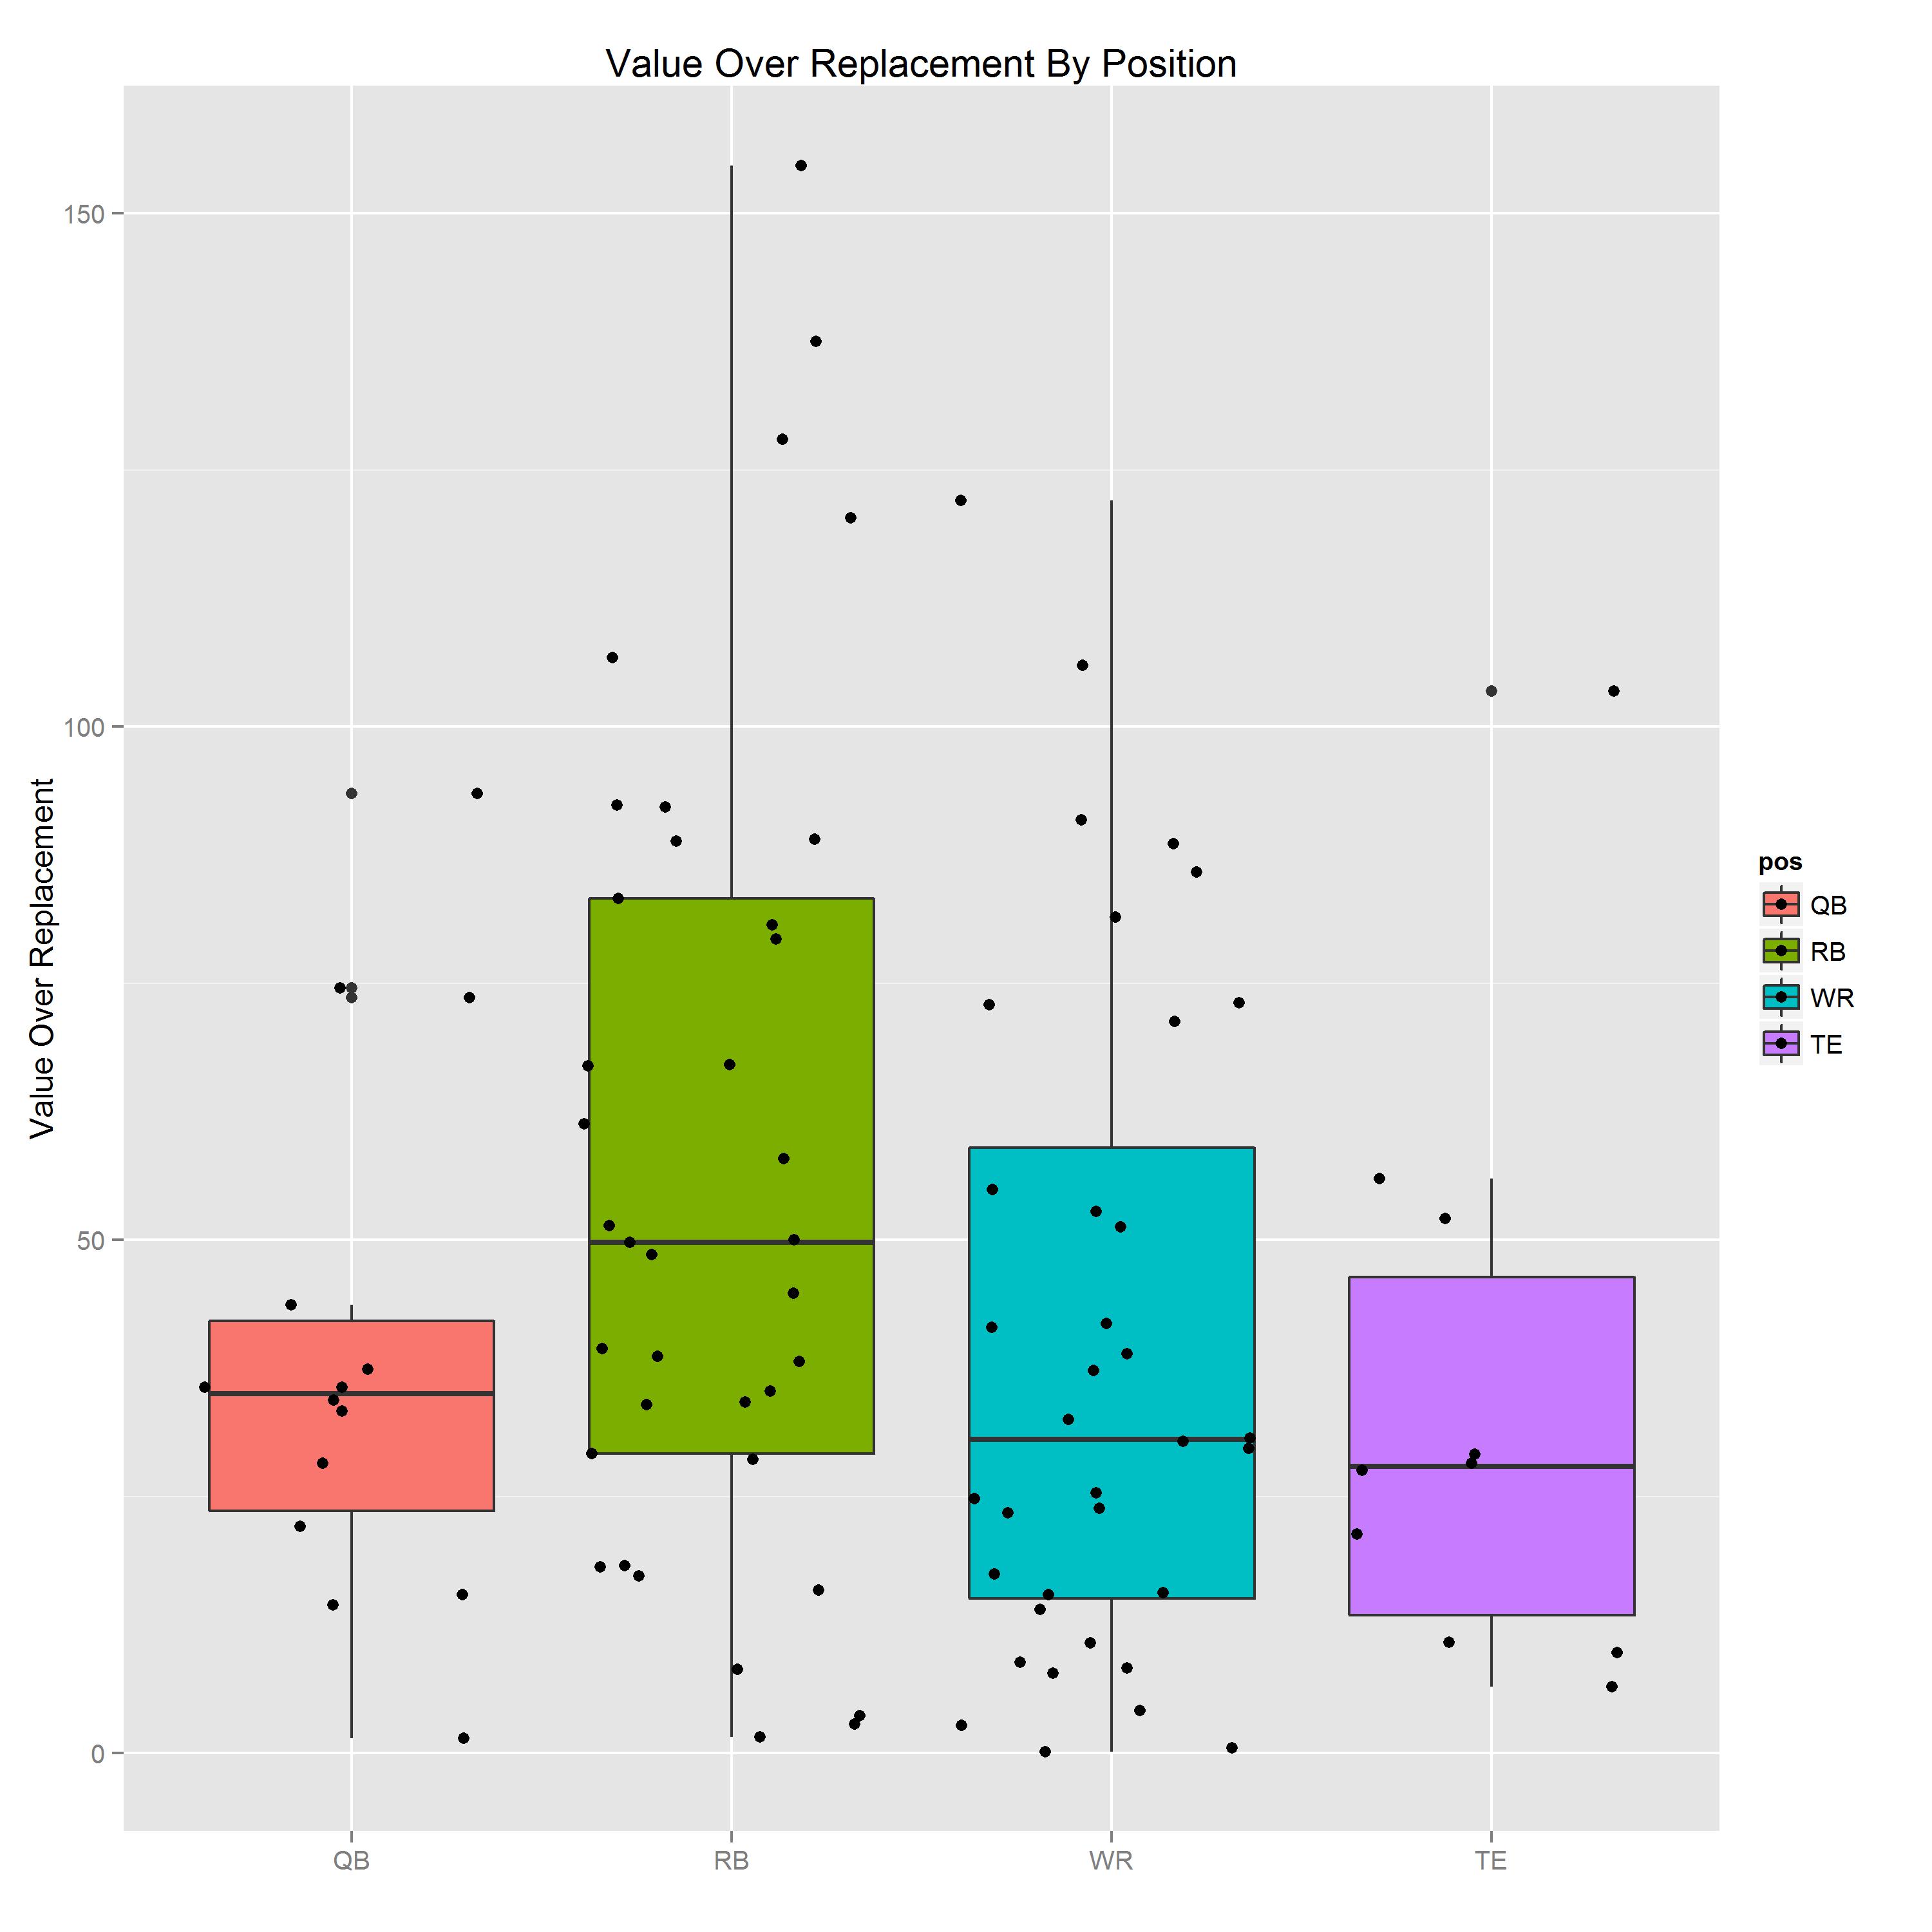 Value Over Replacement By Position
Value Over Replacement
150
100
50
0
QB RB WR TE
pos
QB
RB
WR
TE